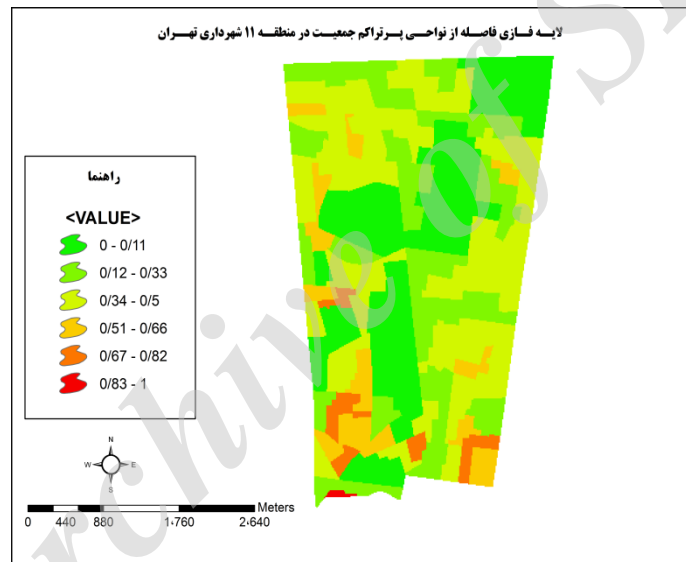 لایه فازی فاصله از نواحی پرتراکم جمعیت در منطقه ۱۱ شهرداری تهران
راهنما
<VALUE>
0 - 0/11
0/12 - 0/33
0/34 - 0/5
0/51 - 0/66
0/67 - 0/82
0/83 - 1
N
W E
S
Meters
0 440 880 1،760 2،640
Archive of S